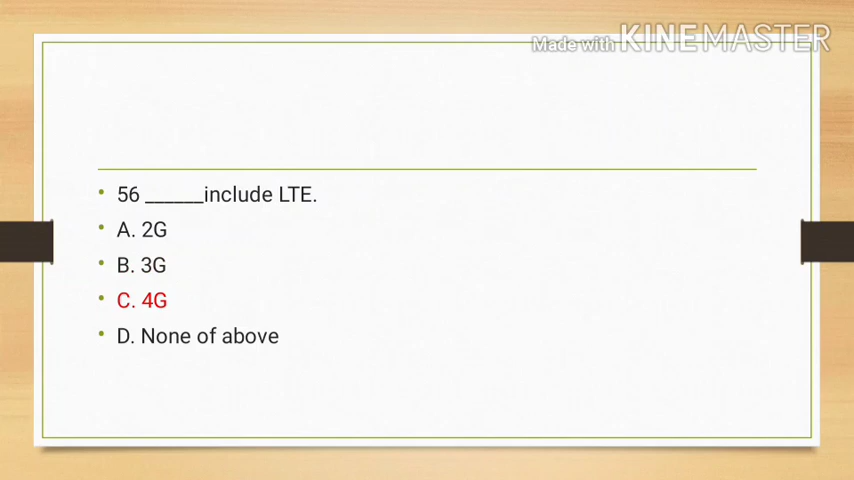 Made with KINEMASTER
56 ______include LTE.
A. 2G
B. 3G
C. 4G
D. None of above